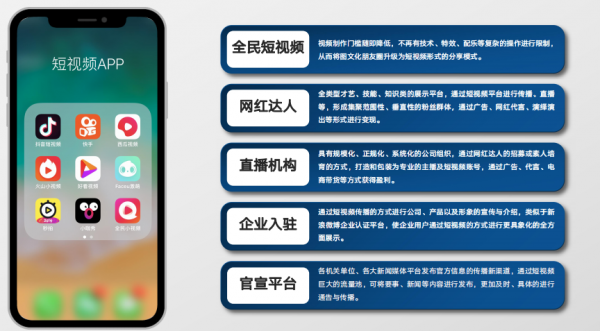 短视频APP
抖音短视频
快手
西瓜视频
火山小视频
好看视频
秒拍
小咖秀
全民小视频
全民短视频
视频制作门槛随即降低，不再有技术、特效、配乐等复杂的操作进行限制，
从而将图文化朋友圈升级为短视频形式的分享模式。
网红达人
全类型才艺、技能、知识类的展示平台，通过短视频平台进行传播、直播
等，形成集聚范围性、垂直性的粉丝群体，通过广告、网红代言、演绎演
出等形式进行变现。
直播机构
具有规模化、正规化、系统化的公司组织，通过网红达人的招募或素人培
育的方式，打造和包装为专业的主播及短视频账号，通过广告、代言、电
商带货等方式获得盈利。
企业入驻
通过短视频传播的方式进行公司、产品以及形象的宣传与介绍，类似于新
浪微博企业认证平台，使企业用户通过短视频的方式进行更具象化的全方
面展示。
官宣平台
各机关单位、各大新闻媒体平台发布官方信息的传播新渠道，通过短视频
巨大的流量池，可将要事、新闻等内容进行发布，更加及时、具体的进行
通告与传播。